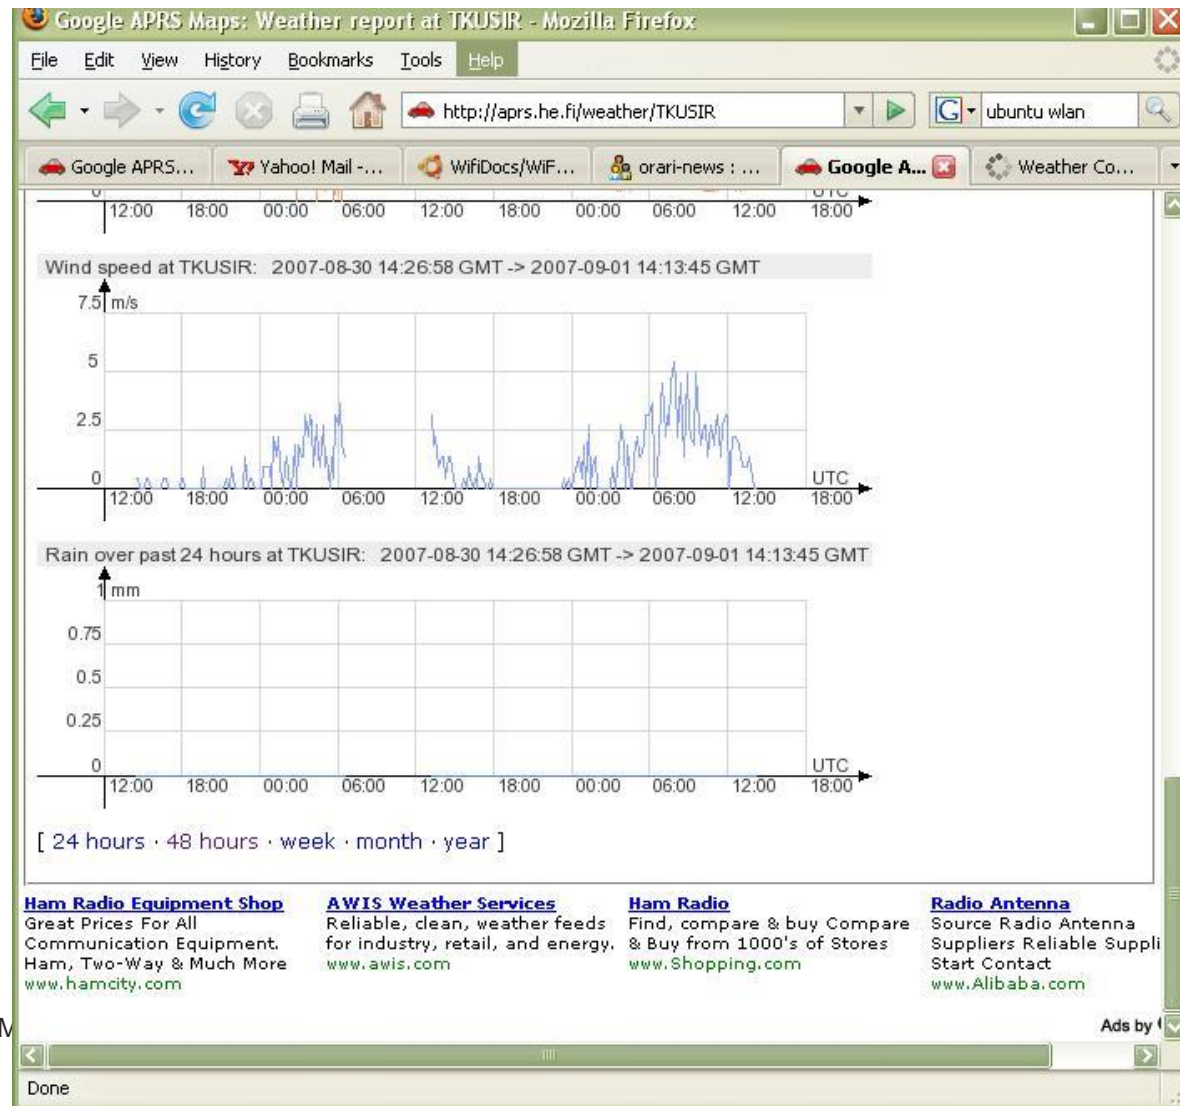 Google APRS Maps: Weather report at TKUSIR - Mozilla Firefox
File Edit View History Bookmarks Tools Help
http://aprs.he.fi/weather/TKUSIR
G
ubuntu wlan
Google APRS...
Yahoo! Mail -...
WifiDocs/WiF...
orari-news : ...
Google A...
Weather Co...
0
UTC
12:00 18:00 00:00 06:00 12:00 18:00 00:00 06:00 12:00 18:00
Wind speed at TKUSIR: 2007-08-30 14:26:58 GMT -> 2007-09-01 14:13:45 GMT
7.5 m/s
5
2.5
0
UTC
12:00 18:00 00:00 06:00 12:00 18:00 00:00 06:00 12:00 18:00
Rain over past 24 hours at TKUSIR: 2007-08-30 14:26:58 GMT -> 2007-09-01 14:13:45 GMT
1 mm
0.75
0.5
0.25
0
UTC
12:00 18:00 00:00 06:00 12:00 18:00 00:00 06:00 12:00 18:00
[ 24 hours · 48 hours · week · month · year ]
Ham Radio Equipment Shop
Great Prices For All
Communication Equipment.
Ham, Two-Way & Much More
www.hamcity.com
AWIS Weather Services
Reliable, clean, weather feeds
for industry, retail, and energy.
www.awis.com
Ham Radio
Find, compare & buy Compare
& Buy from 1000's of Stores
www.Shopping.com
Radio Antenna
Source Radio Antenna
Suppliers Reliable Suppli
Start Contact
www.Alibaba.com
M
Ads by
Done